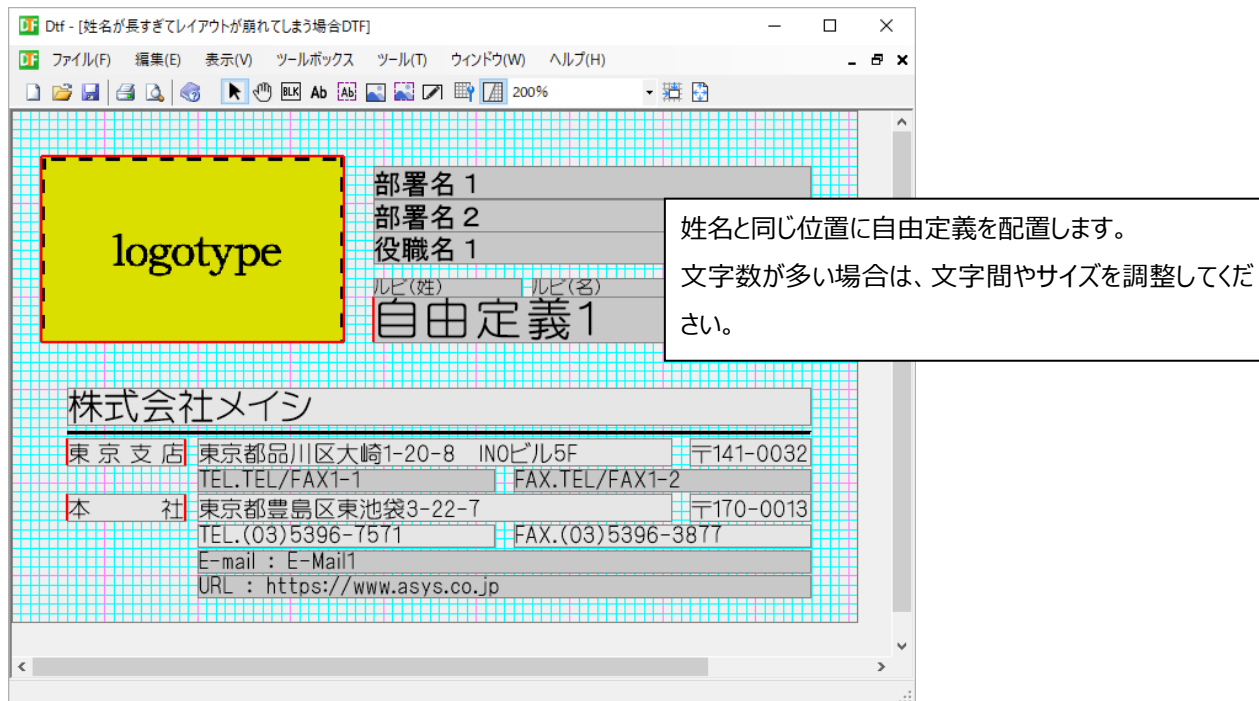 Dtf - [姓名が長すぎてレイアウトが崩れてしまう場合DTF]
ファイル(F) 編集(E) 表示(V) ツールボックス ツール(T) ウィンドウ(W) ヘルプ(H)
BLK Ab Ab 200%
logotype
部署名1
部署名2
役職名1
ルビ(姓) ルビ(名)
自由定義1
姓名と同じ位置に自由定義を配置します。
文字数が多い場合は、文字間やサイズを調整してくだ
さい。
株式会社メイシ
東京支店 東京都品川区大崎1-20-8 INOビル5F 〒141-0032
TEL.TEL/FAX1-1 FAX.TEL/FAX1-2
本 社 東京都豊島区東池袋3-22-7 〒170-0013
TEL.(03)5396-7571 FAX.(03)5396-3877
E-mail : E-Mail1
URL : https://www.asys.co.jp